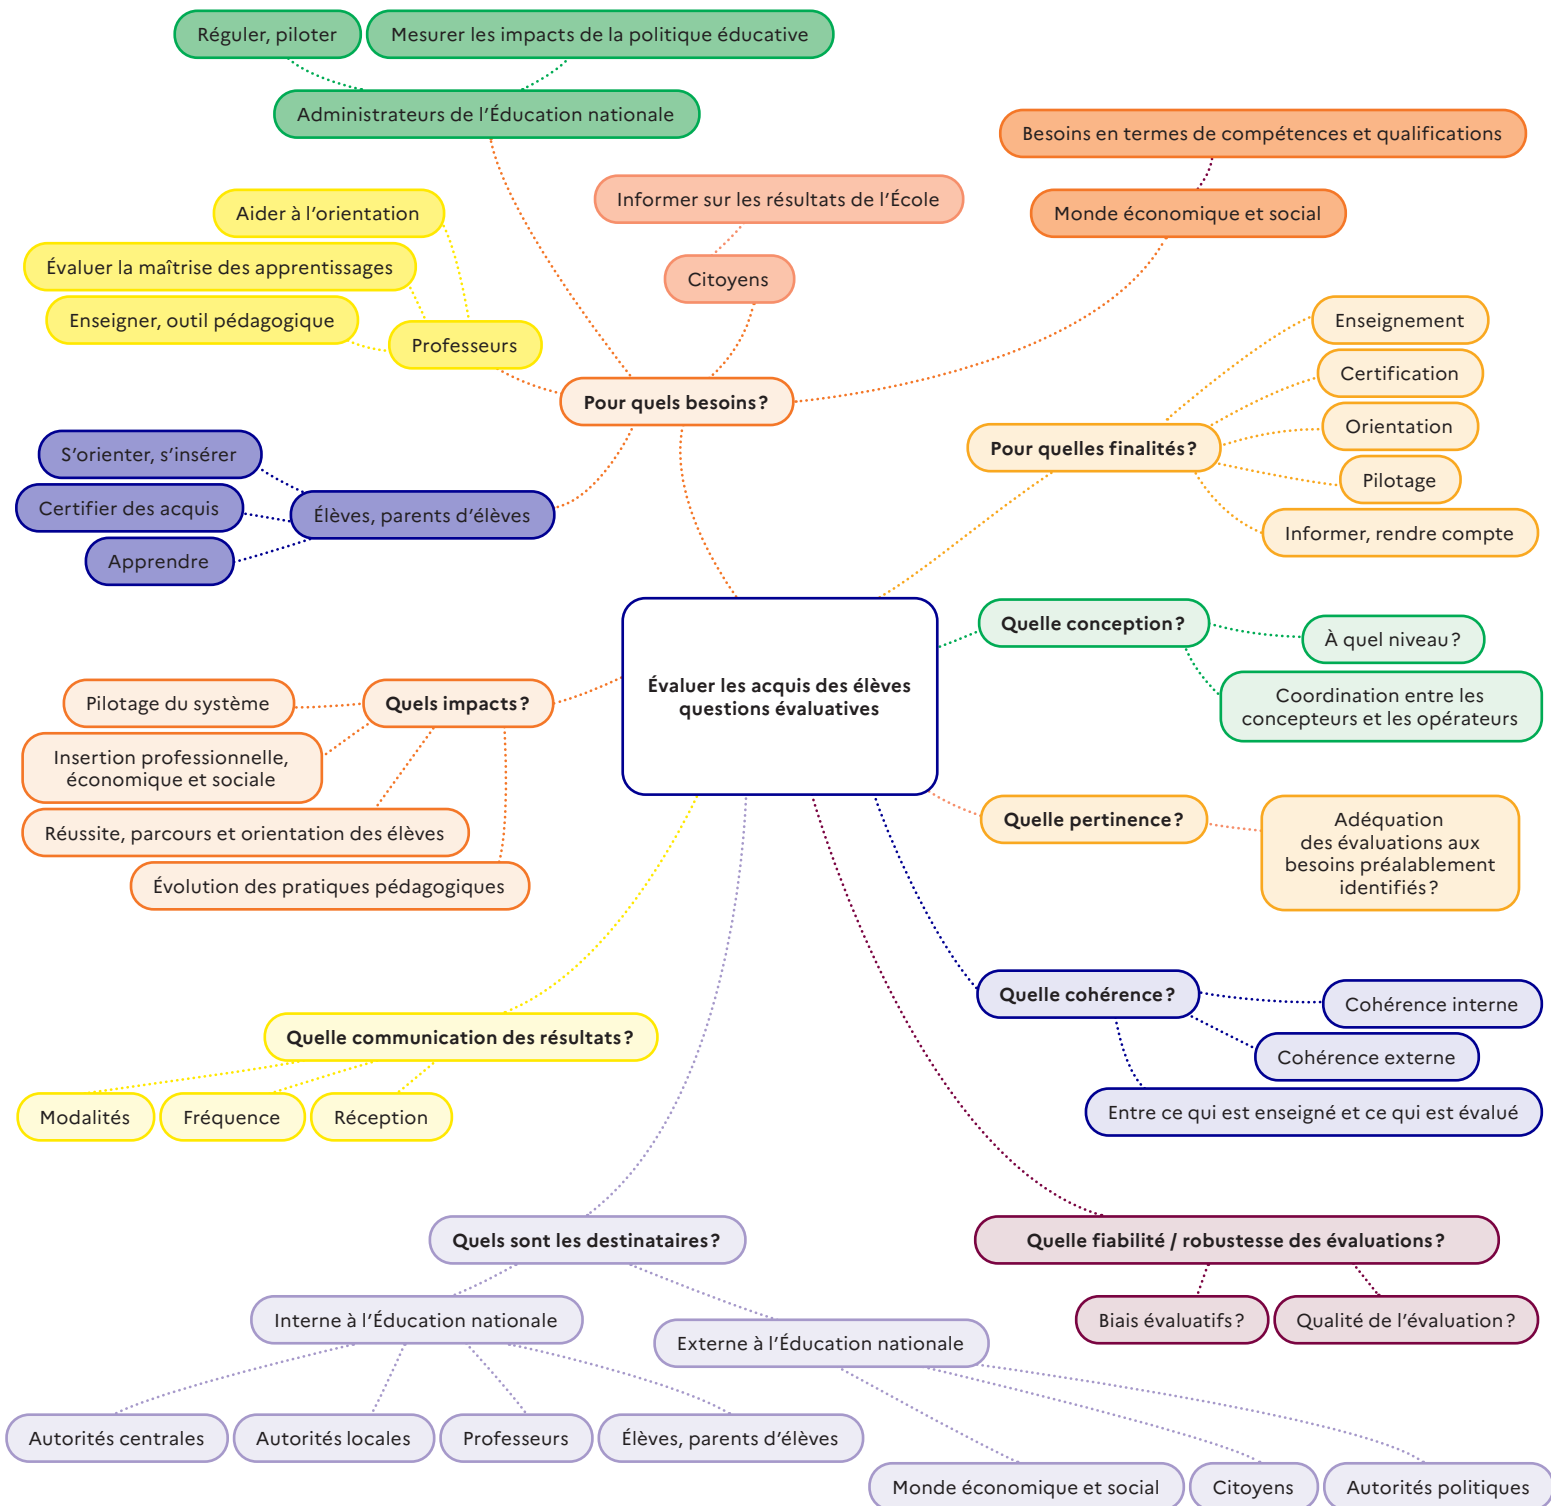 Réguler, piloter
Mesurer les impacts de la politique éducative
Administrateurs de l'Éducation nationale
Besoins en termes de compétences et qualifications
Informer sur les résultats de l'École
Monde économique et social
Aider à l'orientation
Évaluer la maîtrise des apprentissages
Citoyens
Enseigner, outil pédagogique
Professeurs
Pour quels besoins ?
Enseignement
Certification
Orientation
Pour quelles finalités ?
Pilotage
Informer, rendre compte
S'orienter, s'insérer
Certifier des acquis
Élèves, parents d'élèves
Apprendre
Évaluer les acquis des élèves
questions évaluatives
Quelle conception ?
À quel niveau ?
Coordination entre les
concepteurs et les opérateurs
Quels impacts ?
Pilotage du système
Insertion professionnelle,
économique et sociale
Réussite, parcours et orientation des élèves
Évolution des pratiques pédagogiques
Quelle pertinence ?
Adéquation
des évaluations aux
besoins préalablement
identifiés ?
Quelle cohérence ?
Cohérence interne
Cohérence externe
Entre ce qui est enseigné et ce qui est évalué
Quelle communication des résultats ?
Modalités
Fréquence
Réception
Quels sont les destinataires ?
Quelle fiabilité / robustesse des évaluations ?
Biais évaluatifs ?
Qualité de l'évaluation ?
Interne à l'Éducation nationale
Externe à l'Éducation nationale
Autorités centrales
Autorités locales
Professeurs
Élèves, parents d'élèves
Monde économique et social
Citoyens
Autorités politiques